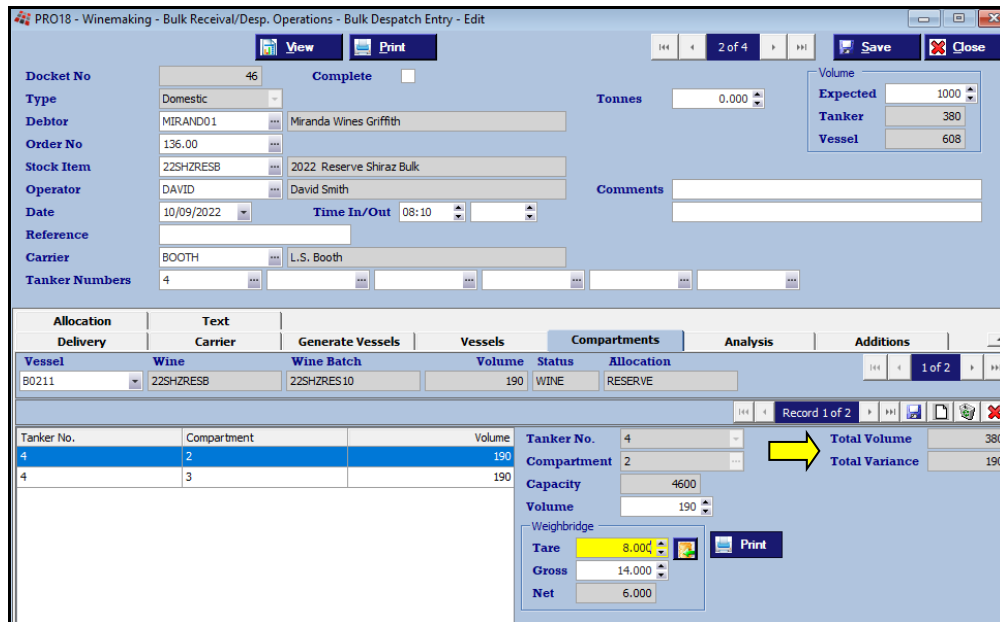 PRO18 - Winemaking - Bulk Receival/Desp. Operations - Bulk Despatch Entry - Edit
View Print 2 of 4 Save Close
Docket No 46 Complete
Volume
Type Domestic Tonnes 0.000 Expected 1000
Debtor MIRAND01 Miranda Wines Griffith Tanker 380
Order No 136.00 Vessel 608
Stock Item 22SHZRESB 2022 Reserve Shiraz Bulk
Operator DAVID David Smith Comments
Date 10/09/2022 Time In/Out 08:10
Reference
Carrier BOOTH L.S. Booth
Tanker Numbers 4
Allocation Text
Delivery Carrier Generate Vessels Vessels Compartments Analysis Additions
Vessel Wine Wine Batch Volume Status Allocation
B0211 22SHZRESB 22SHZRES10 190 WINE RESERVE 1 of 2
Record 1 of 2
Tanker No. Compartment Volume
4 2 190
4 3 190
Tanker No. 4 Total Volume 380
Compartment 2 Total Variance 190
Capacity 4600
Volume 190
Weighbridge
Tare 8.000 Print
Gross 14.000
Net 6.000